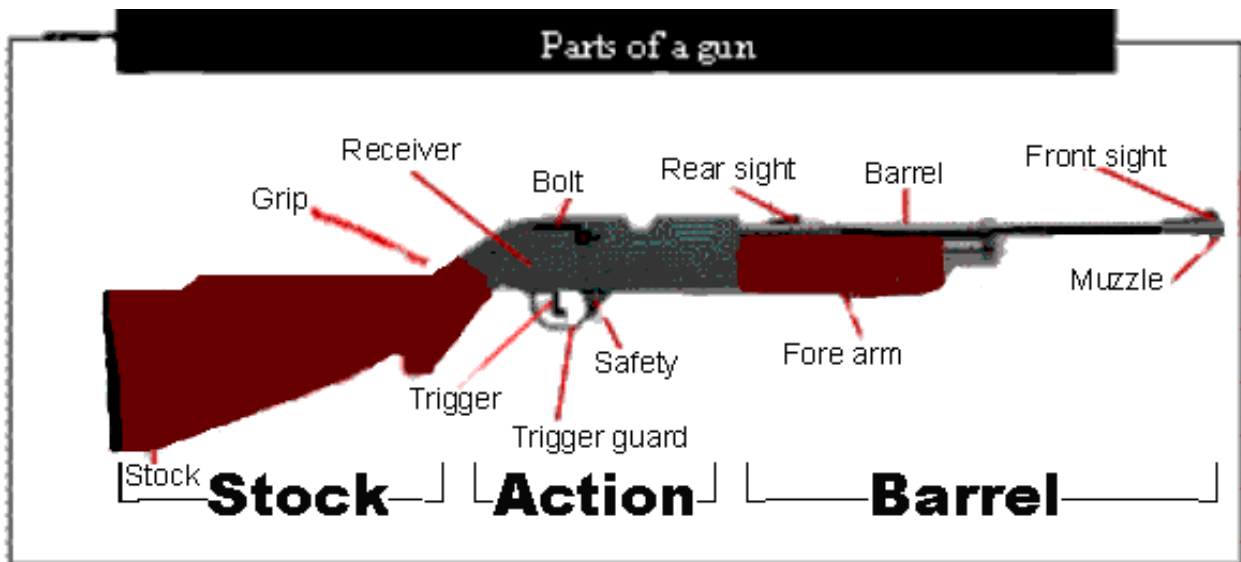 Parts of a gun
Receiver
Grip
Bolt
Rear sight
Barrel
Front sight
Muzzle
Fore arm
Safety
Trigger
Trigger guard
Stock
Stock
Action
Barrel